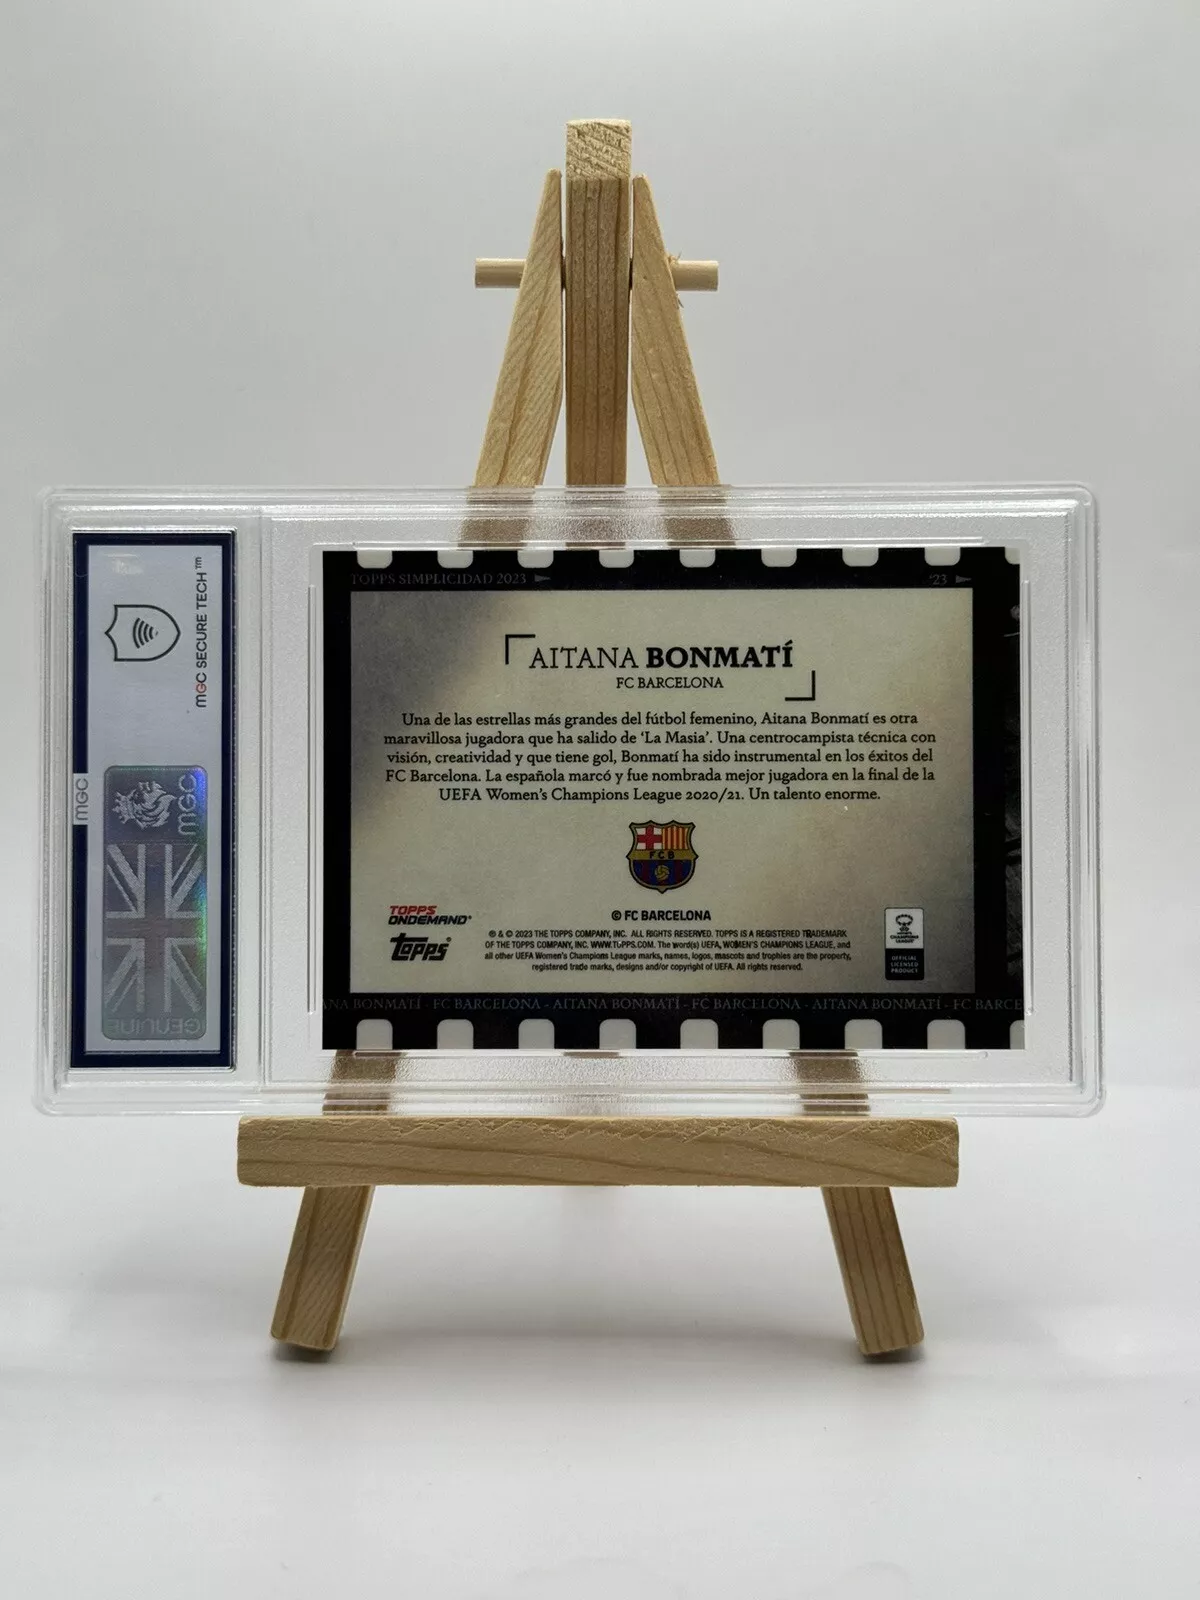 MGC SECURE TECH™
MGC
MGC
GENUINE
TOPPS SIMPLICIDAD 2023
'23
AITANA BONMATÍ
FC BARCELONA
Una de las estrellas más grandes del fútbol femenino, Aitana Bonmatí es otra
maravillosa jugadora que ha salido de 'La Masia'. Una centrocampista técnica con
visión, creatividad y que tiene gol, Bonmatí ha sido instrumental en los éxitos del
FC Barcelona. La española marcó y fue nombrada mejor jugadora en la final de la
UEFA Women's Champions League 2020/21. Un talento enorme.
FCB
TOPPS
ONDEMAND
topps
© FC BARCELONA
® & © 2023 THE TOPPS COMPANY, INC. ALL RIGHTS RESERVED. TOPPS IS A REGISTERED TRADEMARK
OF THE TOPPS COMPANY, INC. WWW.TOPPS.COM. The word(s) UEFA, WOMEN'S CHAMPIONS LEAGUE, and
all other UEFA Women's Champions League marks, names, logos, mascots and trophies are the property,
registered trade marks, designs and/or copyright of UEFA. All rights reserved.
CHAMPIONS
LEAGUE
OFFICIAL
LICENSED
PRODUCT
NA BONMATÍ - FC BARCELONA - AITANA BONMATÍ - FC BARCELONA - AITANA BONMATÍ - FC BARCE